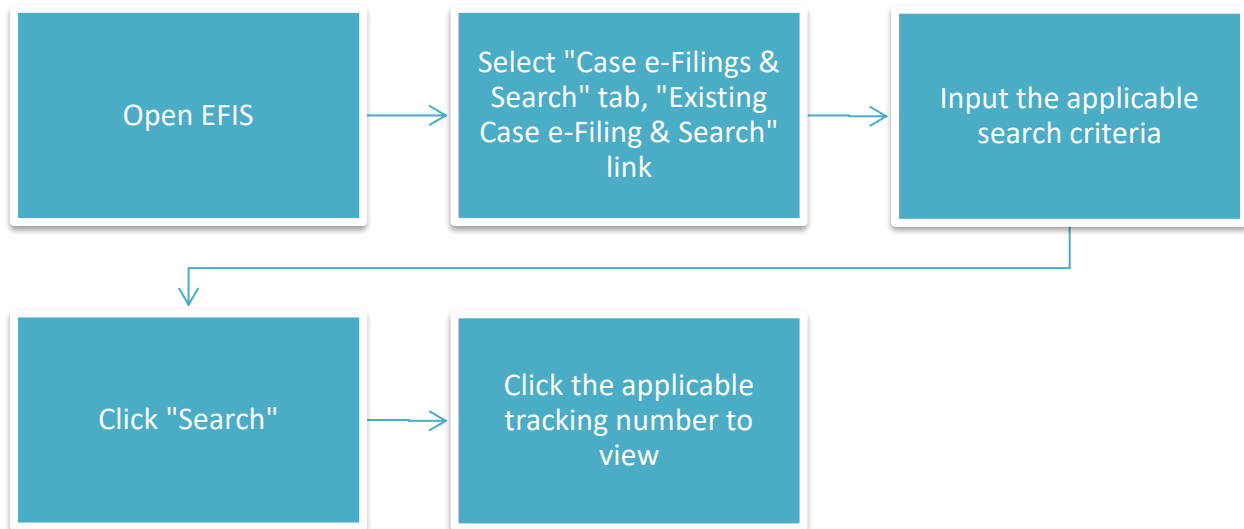 Open EFIS
Select "Case e-Filings &
Search" tab, "Existing
Case e-Filing & Search"
link
Input the applicable
search criteria
Click "Search"
Click the applicable
tracking number to
view